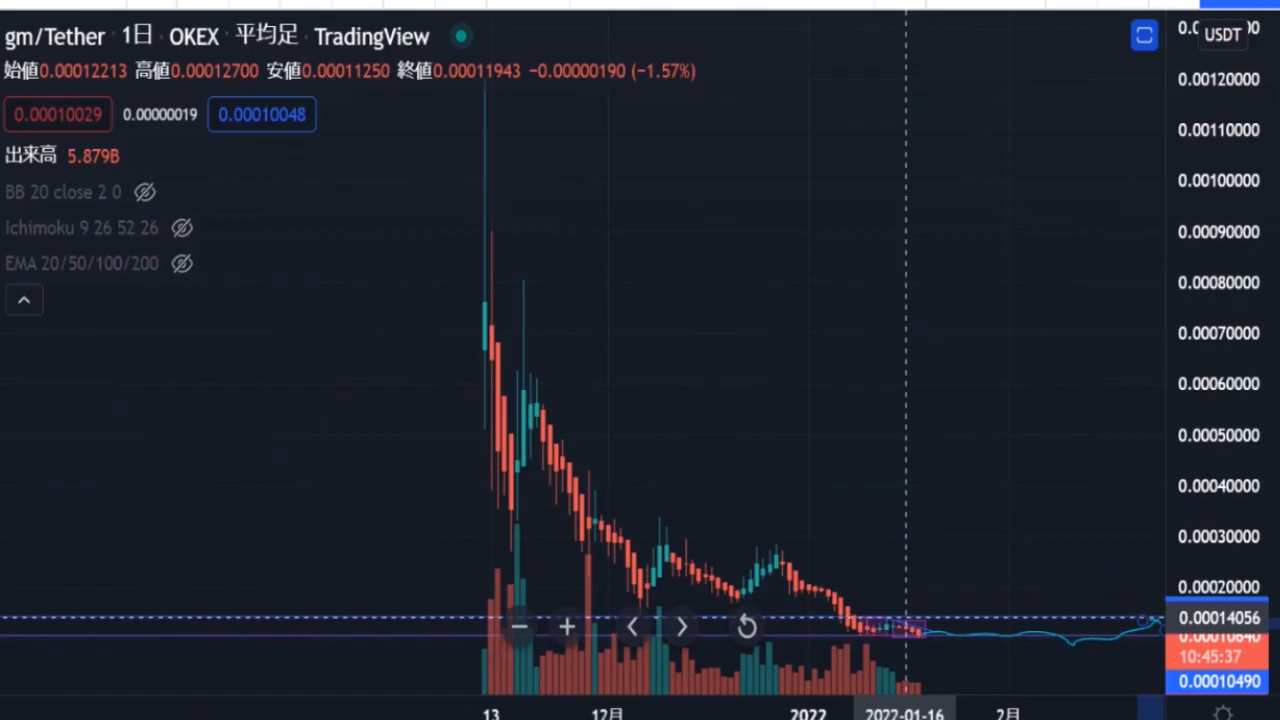 gm/Tether · 1日 · OKEX · 平均足 · TradingView
始値0.00012213 高値0.00012700 安値0.00011250 終値0.00011943 −0.00000190 (−1.57%)
0.00010029 0.00000019 0.00010048
出来高 5.879B
BB 20 close 2 0
Ichimoku 9 26 52 26
EMA 20/50/100/200
USDT
0.00120000
0.00110000
0.00100000
0.00090000
0.00080000
0.00070000
0.00060000
0.00050000
0.00040000
0.00030000
0.00020000
0.00014056
0.00010640
10:45:37
0.00010490
13 12月 2022 2022-01-16 2月